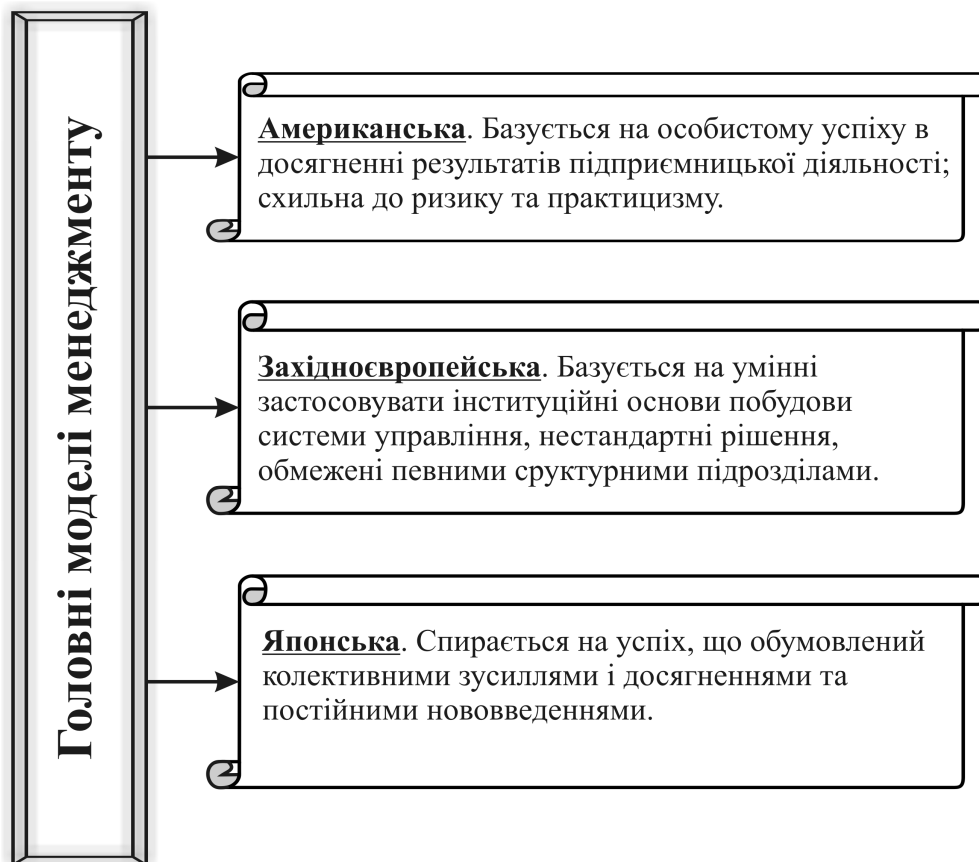 Головні моделі менеджменту
Американська. Базується на особистому успіху в
досягненні результатів підприємницької діяльності;
схильна до ризику та практицизму.
Західноєвропейська. Базується на умінні
застосовувати інституційні основи побудови
системи управління, нестандартні рішення,
обмежені певними сруктурними підрозділами.
Японська. Спирається на успіх, що обумовлений
колективними зусиллями і досягненнями та
постійними нововведеннями.